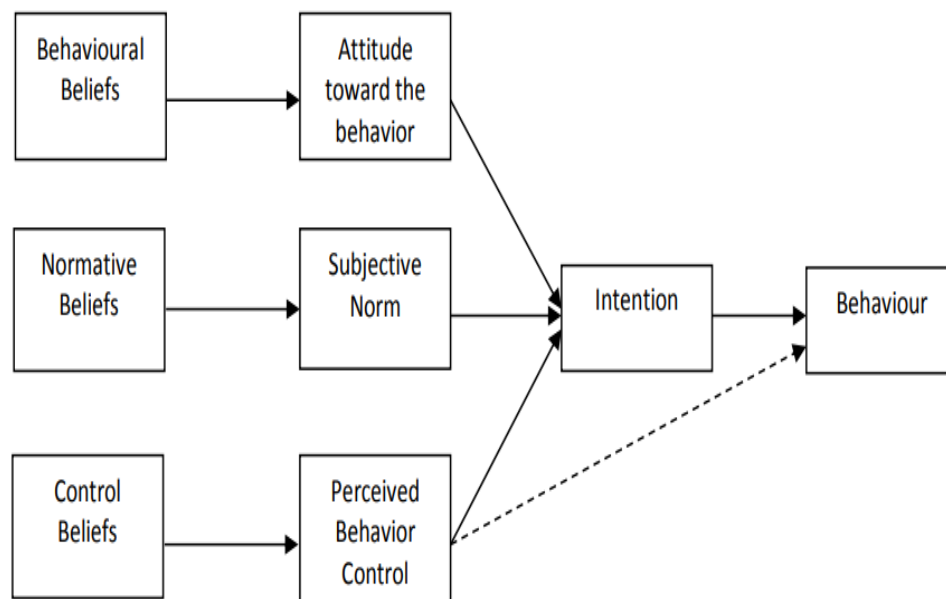 Behavioural
Beliefs
Attitude
toward the
behavior
Normative
Beliefs
Subjective
Norm
Intention
Behaviour
Control
Beliefs
Perceived
Behavior
Control